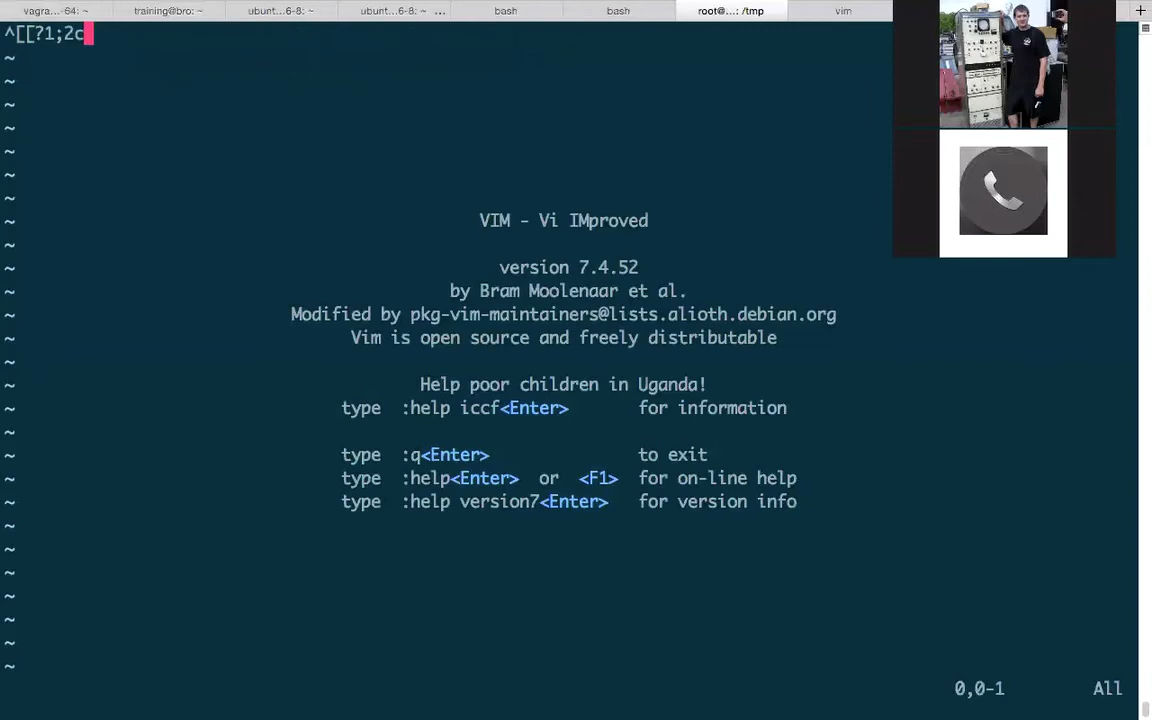 vagra...-64: ~ training@bro: ~ ubunt...6-8: ~ ubunt...6-8: ~ ... bash bash root@...: /tmp vim +
^[[?1;2c
~
~
~
~
~
~
~
~ VIM - Vi IMproved
~
~ version 7.4.52
~ by Bram Moolenaar et al.
~ Modified by pkg-vim-maintainers@lists.alioth.debian.org
~ Vim is open source and freely distributable
~
~ Help poor children in Uganda!
~ type :help iccf<Enter> for information
~
~ type :q<Enter> to exit
~ type :help<Enter> or <F1> for on-line help
~ type :help version7<Enter> for version info
~
~
~
~
~
~
~
0,0-1 All